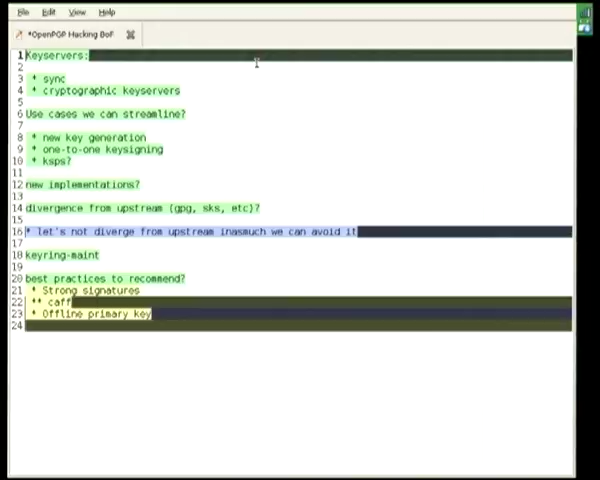 File Edit View Help
*OpenPGP Hacking BoF
1 Keyservers:
2
3 * sync
4 * cryptographic keyservers
5
6 Use cases we can streamline?
7
8 * new key generation
9 * one-to-one keysigning
10 * ksps?
11
12 new implementations?
13
14 divergence from upstream (gpg, sks, etc)?
15
16 * let's not diverge from upstream inasmuch we can avoid it
17
18 keyring-maint
19
20 best practices to recommend?
21 * Strong signatures
22 ** caff
23 * Offline primary key
24